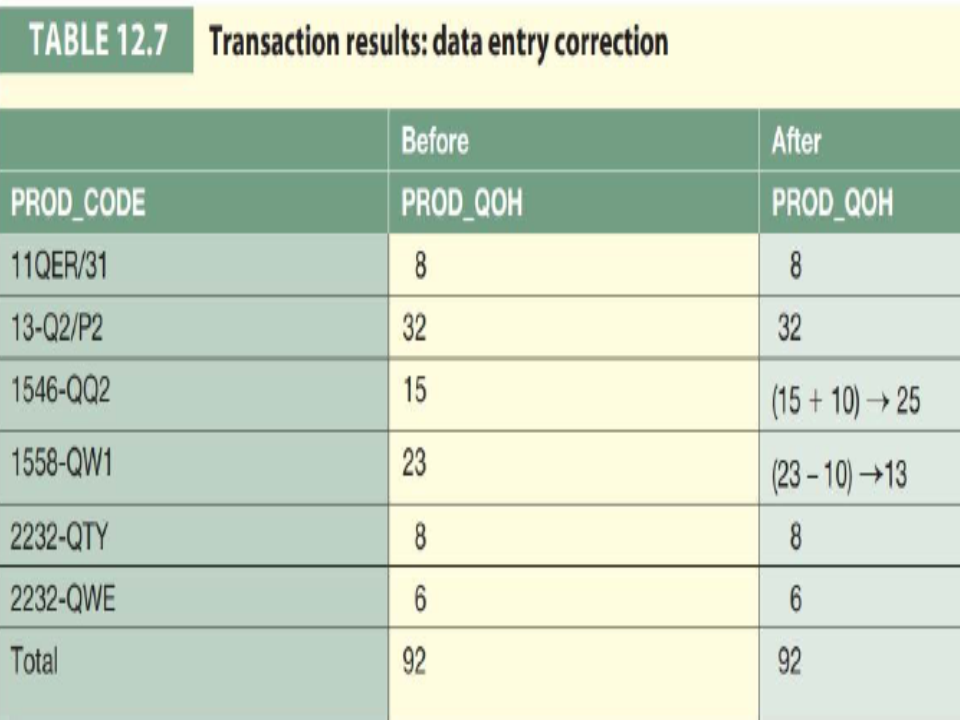 TABLE 12.7 Transaction results: data entry correction
Before After
PROD_CODE PROD_QOH PROD_QOH
11QER/31 8 8
13-Q2/P2 32 32
1546-QQ2 15 (15 + 10) → 25
1558-QW1 23 (23 – 10) →13
2232-QTY 8 8
2232-QWE 6 6
Total 92 92